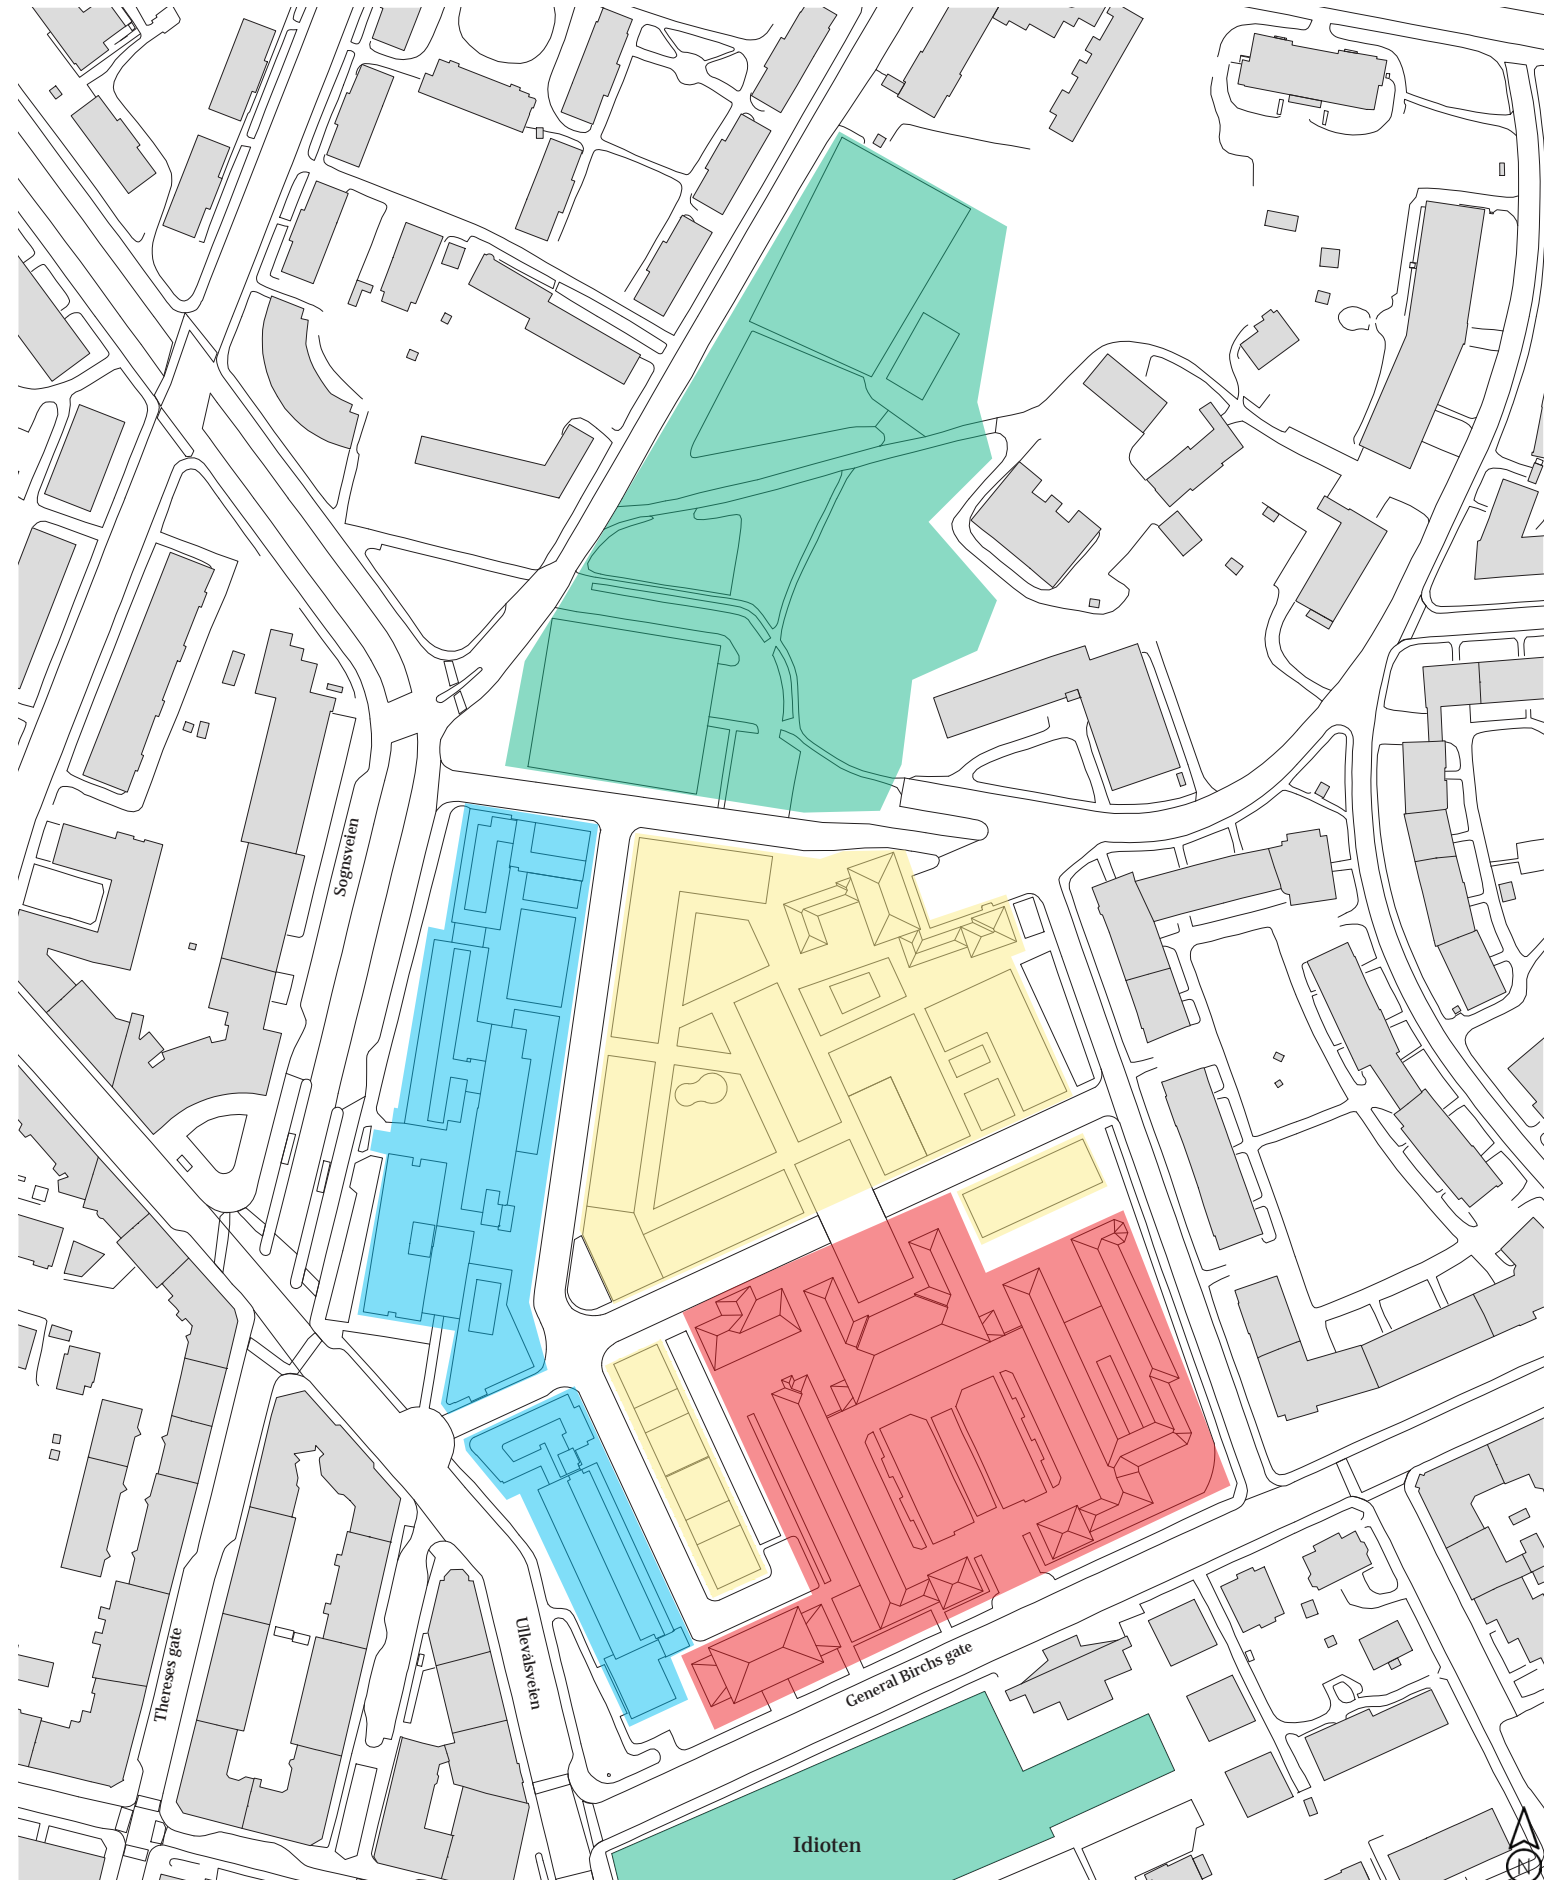 Sognsveien
Thereses gate
Ullevålsveien
General Birchs gate
Idioten
N